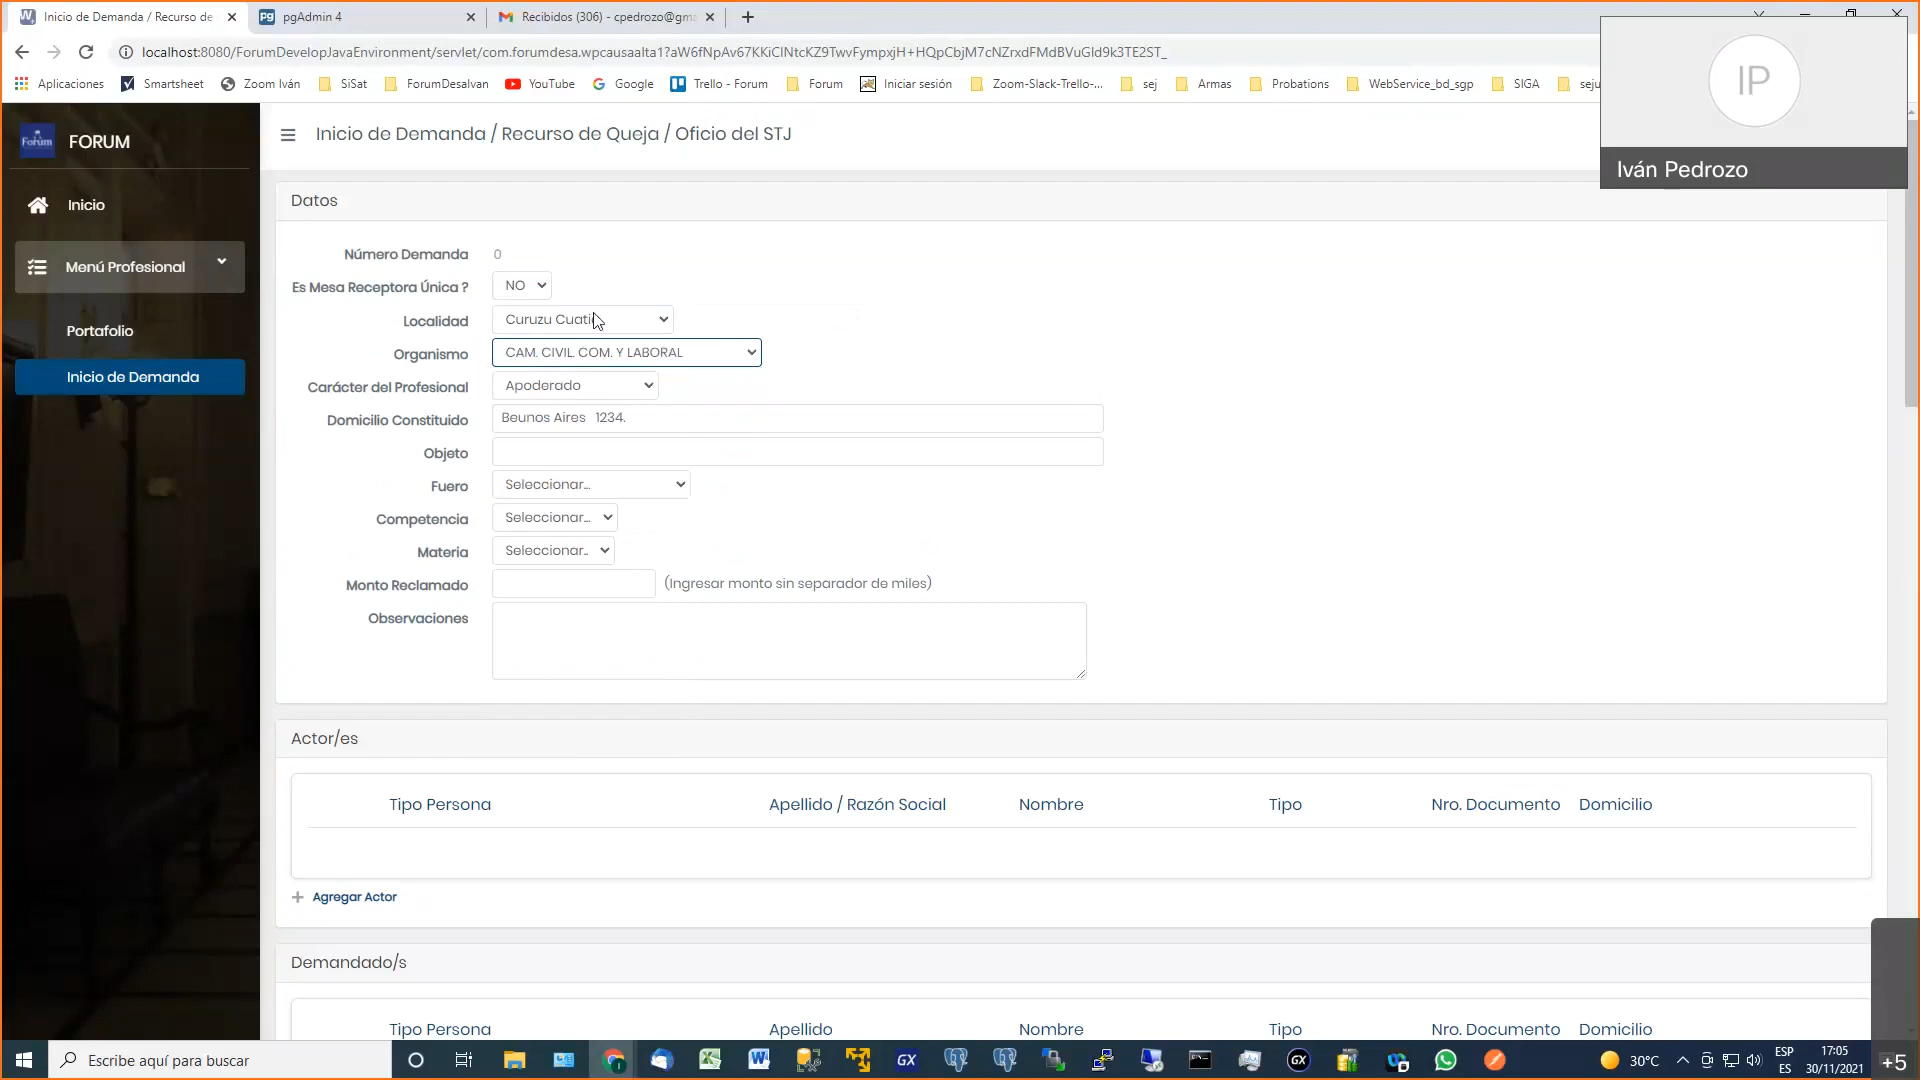 Inicio de Demanda / Recurso de
pgAdmin 4
Recibidos (306) - cpedrozo@gm
localhost:8080/ForumDevelopJavaEnvironment/servlet/com.forumdesa.wpcausaalta1?aW6fNpAv67KKiCINtcKZ9TwvFympxjH+HQpCbjM7cNZrxdFMdBVuGld9k3TE2ST_
Aplicaciones
Smartsheet
Zoom Iván
SiSat
ForumDesaIvan
YouTube
Google
Trello - Forum
Forum
Iniciar sesión
Zoom-Slack-Trello-...
sej
Armas
Probations
WebService_bd_sgp
SIGA
seju
IP
Iván Pedrozo
Forum
FORUM
Inicio de Demanda / Recurso de Queja / Oficio del STJ
Inicio
Menú Profesional
Portafolio
Inicio de Demanda
Datos
Número Demanda 0
Es Mesa Receptora Única ? NO
Localidad Curuzu Cuati
Organismo CAM. CIVIL. COM. Y LABORAL
Carácter del Profesional Apoderado
Domicilio Constituido Beunos Aires 1234.
Objeto
Fuero Seleccionar...
Competencia Seleccionar...
Materia Seleccionar..
Monto Reclamado (Ingresar monto sin separador de miles)
Observaciones
Actor/es
Tipo Persona Apellido / Razón Social Nombre Tipo Nro. Documento Domicilio
+ Agregar Actor
Demandado/s
Tipo Persona Apellido Nombre Tipo Nro. Documento Domicilio
Escribe aquí para buscar
GX
GX
30°C
ESP
ES
17:05
30/11/2021
+5